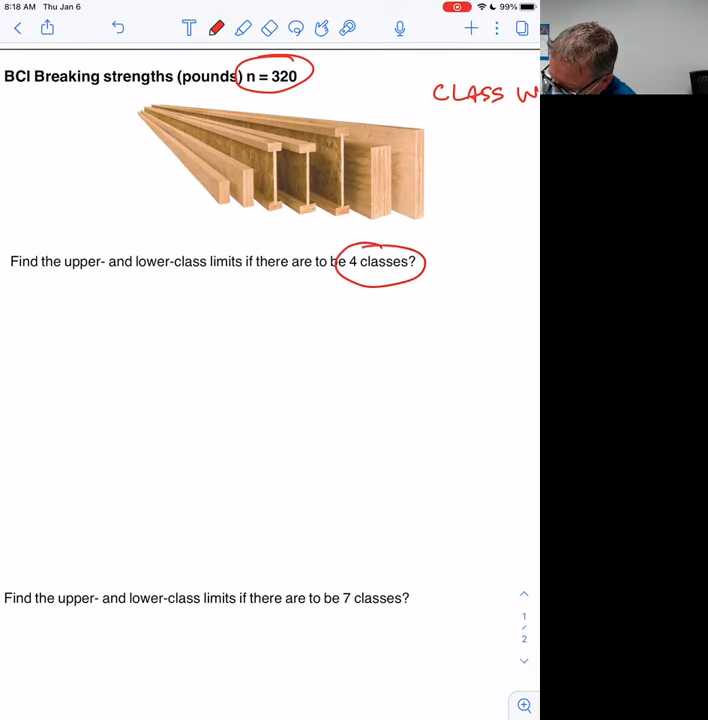 8:18 AM Thu Jan 6
99%
BCI Breaking strengths (pounds) n = 320
CLASS W
Find the upper- and lower-class limits if there are to be 4 classes?
Find the upper- and lower-class limits if there are to be 7 classes?
1
2